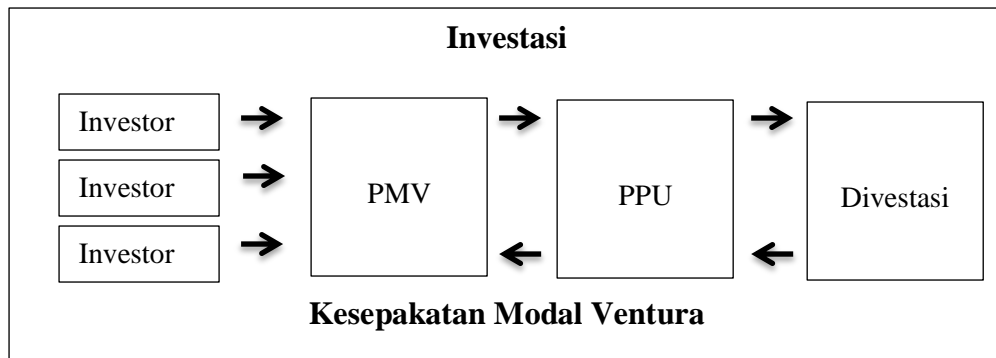 Investasi
Investor
Investor
Investor
PMV
PPU
Divestasi
Kesepakatan Modal Ventura